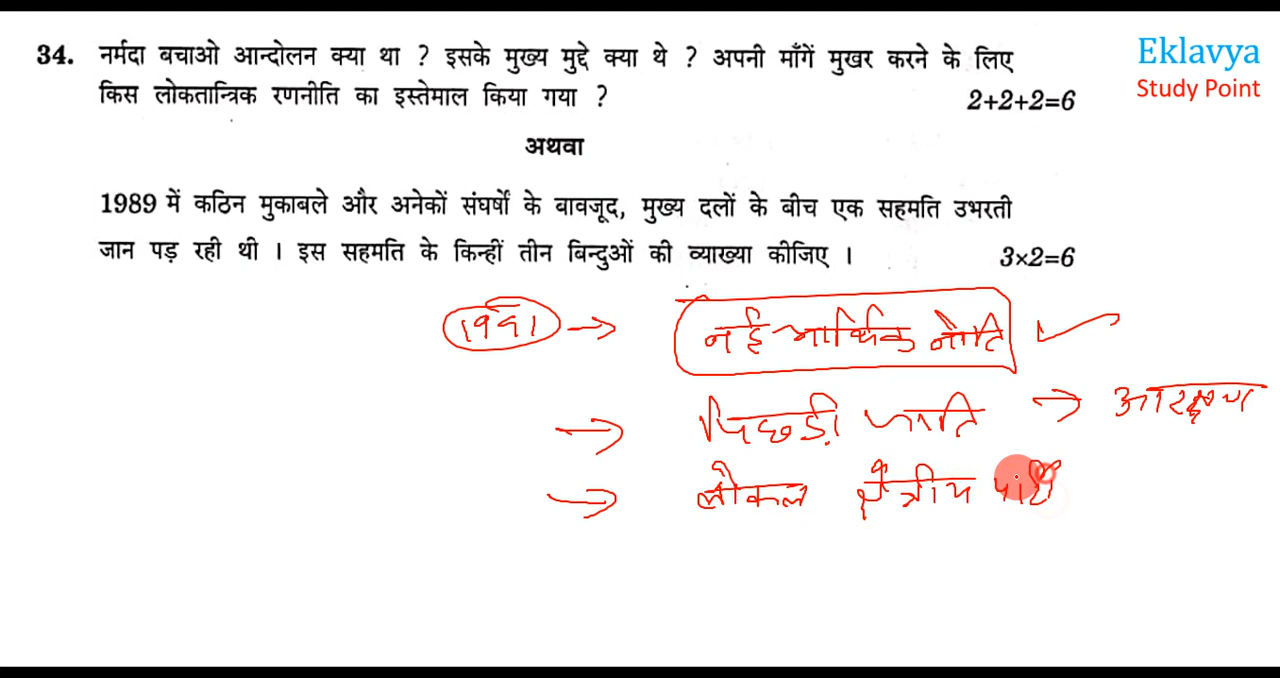 34. नर्मदा बचाओ आन्दोलन क्या था ? इसके मुख्य मुद्दे क्या थे ? अपनी माँगें मुखर करने के लिए
किस लोकतान्त्रिक रणनीति का इस्तेमाल किया गया ? 2+2+2=6
Eklavya
Study Point
अथवा
1989 में कठिन मुकाबले और अनेकों संघर्षों के बावजूद, मुख्य दलों के बीच एक सहमति उभरती
जान पड़ रही थी । इस सहमति के किन्हीं तीन बिन्दुओं की व्याख्या कीजिए । 3×2=6
१९९१ → नई आर्थिक नीति ✓
→ पिछड़ी जाति → आरक्षण
→ लोकल क्षेत्रीय